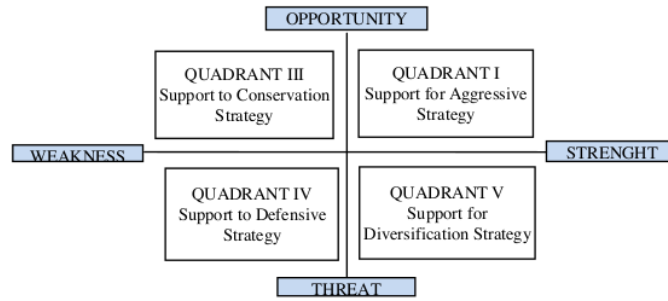 OPPORTUNITY
QUADRANT III
Support to Conservation
Strategy
QUADRANT I
Support for Aggressive
Strategy
WEAKNESS
STRENGHT
QUADRANT IV
Support to Defensive
Strategy
QUADRANT V
Support for
Diversification Strategy
THREAT